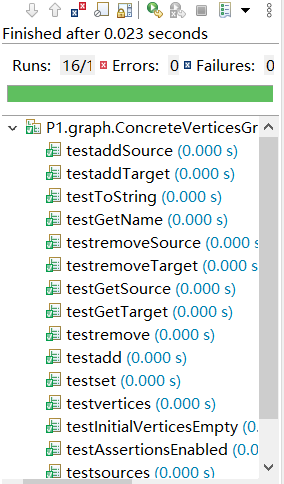 Finished after 0.023 seconds
Runs: 16/1 Errors: 0 Failures: 0
P1.graph.ConcreteVerticesGr
testaddSource (0.000 s)
testaddTarget (0.000 s)
testToString (0.000 s)
testGetName (0.000 s)
testremoveSource (0.000 s)
testremoveTarget (0.000 s)
testGetSource (0.000 s)
testGetTarget (0.000 s)
testremove (0.000 s)
testadd (0.000 s)
testset (0.000 s)
testvertices (0.000 s)
testInitialVerticesEmpty (0.
testAssertionsEnabled (0.000
testsources (0.000 s)